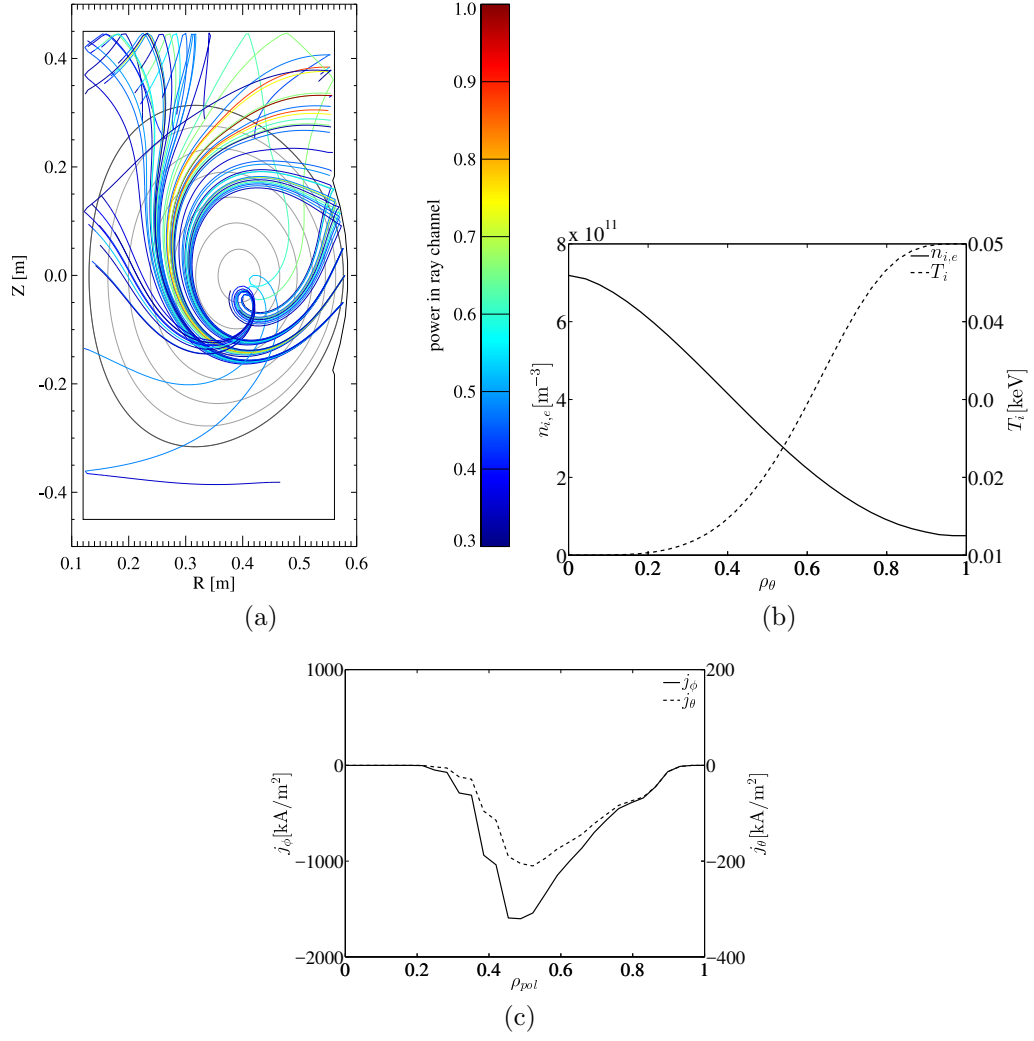 0.4
0.2
0.0
-0.2
-0.4
Z [m]
0.1 0.2 0.3 0.4 0.5 0.6
R [m]
(a)
1.0
0.9
0.8
0.7
0.6
0.5
0.4
0.3
power in ray channel
8 x 10^11
6
4
2
0
n_{i,e} [m^{-3}]
n_{i,e}
T_i
0.05
0.04
0.0
0.02
0.01
T_i [keV]
0 0.2 0.4 0.6 0.8 1
ρ_θ
(b)
1000
0
−1000
−2000
j_ϕ [kA/m^2]
j_ϕ
j_θ
200
0
−200
−400
j_θ [kA/m^2]
0 0.2 0.4 0.6 0.8 1
ρ_{pol}
(c)